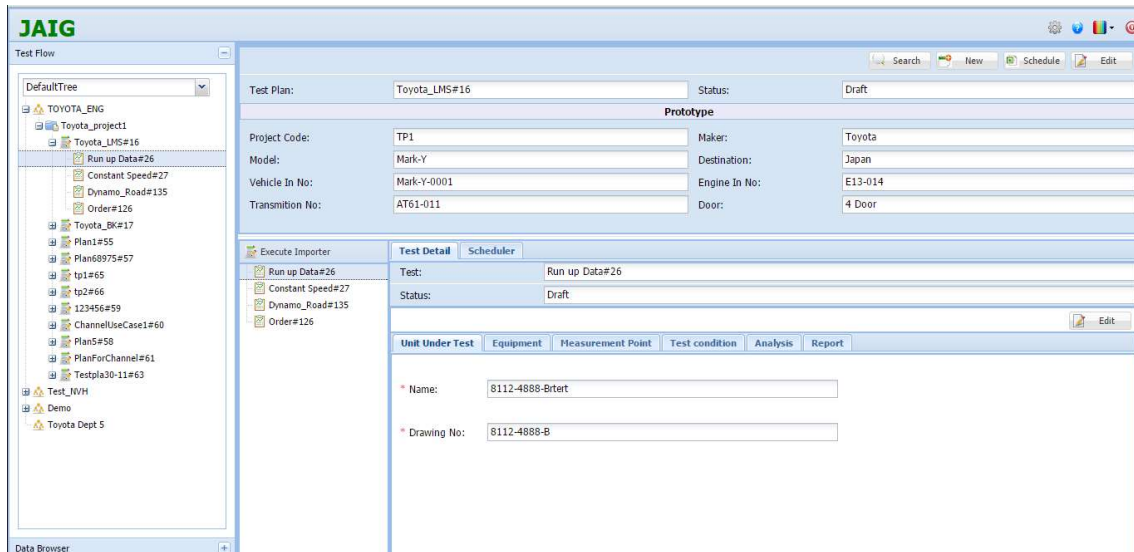 JAIG
Test Flow
Search New Schedule Edit
DefaultTree
TOYOTA_ENG
Toyota_project1
Toyota_LMS#16
Run up Data#26
Constant Speed#27
Dynamo_Road#135
Order#126
Toyota_BK#17
Plan1#55
Plan68975#57
tp1#65
tp2#66
123456#59
ChannelUseCase1#60
Plan5#58
PlanForChannel#61
Testpla30-11#63
Test_NVH
Demo
Toyota Dept 5
Data Browser
Test Plan: Toyota_LMS#16 Status: Draft
Prototype
Project Code: TP1 Maker: Toyota
Model: Mark-Y Destination: Japan
Vehicle In No: Mark-Y-0001 Engine In No: E13-014
Transmition No: AT61-011 Door: 4 Door
Execute Importer
Run up Data#26
Constant Speed#27
Dynamo_Road#135
Order#126
Test Detail Scheduler
Test: Run up Data#26
Status: Draft
Edit
Unit Under Test Equipment Measurement Point Test condition Analysis Report
* Name: 8112-4888-Brtert
* Drawing No: 8112-4888-B